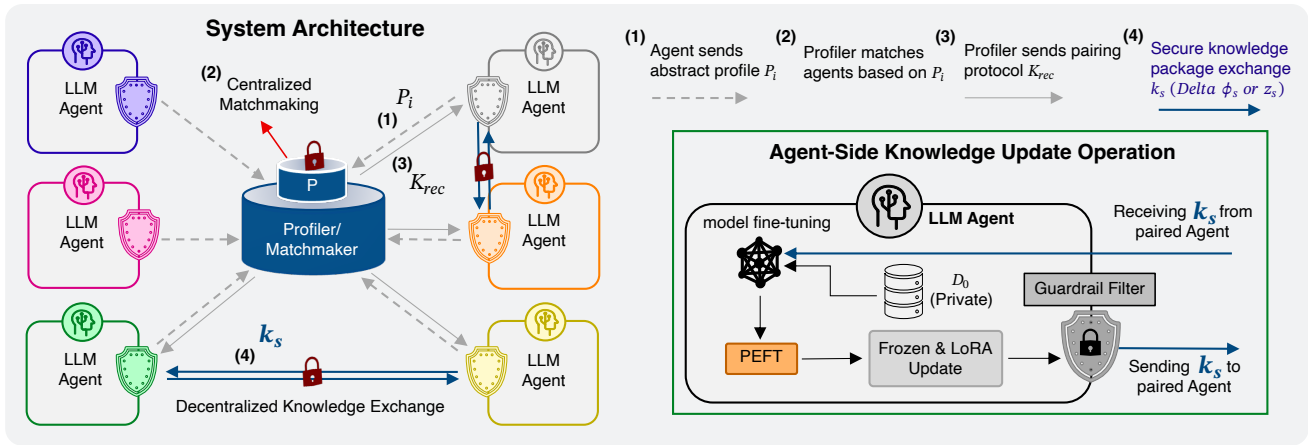 System Architecture
LLM
Agent
(2)
Centralized
Matchmaking
P_i
(1)
(3)
K_rec
LLM
Agent
LLM
Agent
P
Profiler/
Matchmaker
LLM
Agent
LLM
Agent
k_s
(4)
Decentralized Knowledge Exchange
LLM
Agent
(1)
Agent sends
abstract profile P_i
(2)
Profiler matches
agents based on P_i
(3)
Profiler sends pairing
protocol K_rec
(4)
Secure knowledge
package exchange
k_s (Delta ϕ_s or z_s)
Agent-Side Knowledge Update Operation
LLM Agent
model fine-tuning
Receiving k_s from
paired Agent
D_0
(Private)
Guardrail Filter
PEFT
Frozen & LoRA
Update
Sending k_s to
paired Agent